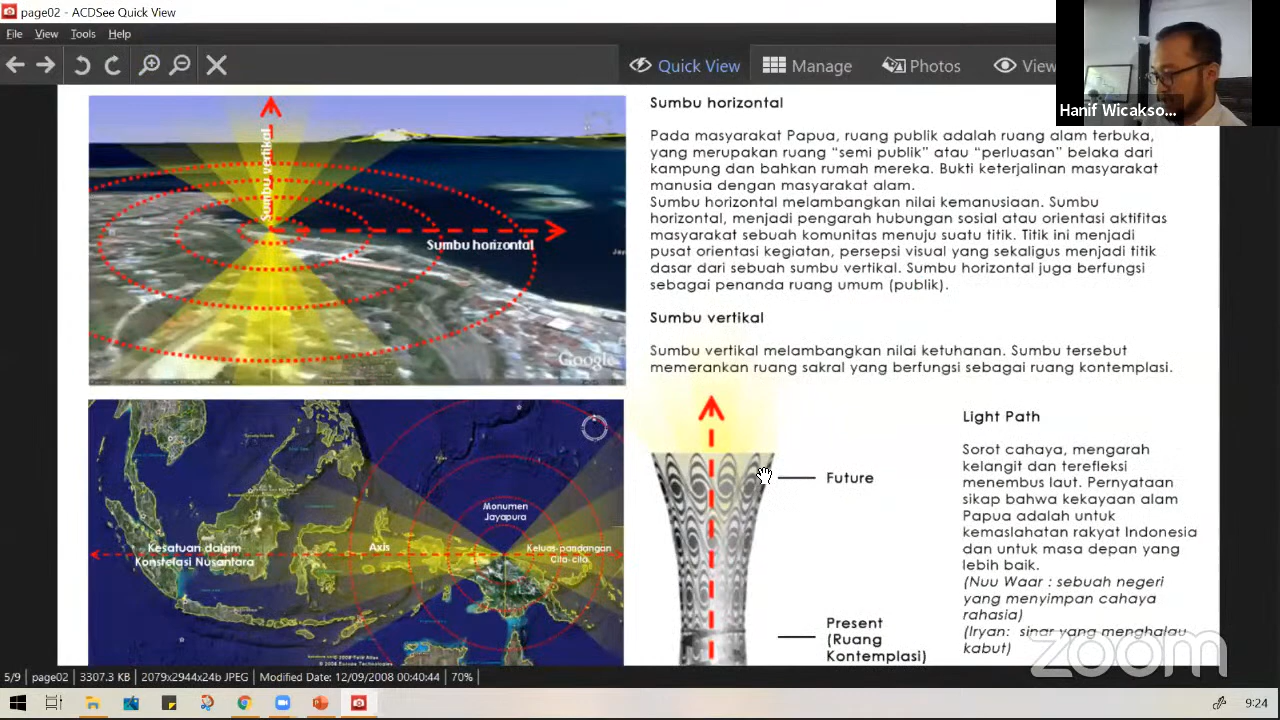 page02 - ACDSee Quick View
File View Tools Help
Quick View
Manage
Photos
View
Hanif Wicakso...
Sumbu vertikal
Sumbu horizontal
Google
Sumbu horizontal
Pada masyarakat Papua, ruang publik adalah ruang alam terbuka,
yang merupakan ruang “semi publik” atau “perluasan” belaka dari
kampung dan bahkan rumah mereka. Bukti keterjalinan masyarakat
manusia dengan masyarakat alam.
Sumbu horizontal melambangkan nilai kemanusiaan. Sumbu
horizontal, menjadi pengarah hubungan sosial atau orientasi aktifitas
masyarakat sebuah komunitas menuju suatu titik. Titik ini menjadi
pusat orientasi kegiatan, persepsi visual yang sekaligus menjadi titik
dasar dari sebuah sumbu vertikal. Sumbu horizontal juga berfungsi
sebagai penanda ruang umum (publik).
Sumbu vertikal
Sumbu vertikal melambangkan nilai ketuhanan. Sumbu tersebut
memerankan ruang sakral yang berfungsi sebagai ruang kontemplasi.
Monumen
Jayapura
Kesatuan dalam
Konstelasi Nusantara
Axis
Keluas-pandangan
Cita-cita
Future
Present
(Ruang
Kontemplasi)
Light Path
Sorot cahaya, mengarah
kelangit dan terefleksi
menembus laut. Pernyataan
sikap bahwa kekayaan alam
Papua adalah untuk
kemaslahatan rakyat Indonesia
dan untuk masa depan yang
lebih baik.
(Nuu Waar : sebuah negeri
yang menyimpan cahaya
rahasia)
(Iryan: sinar yang menghalau
kabut)
zoom
5/9 page02 3307.3 KB 2079x2944x24b JPEG Modified Date: 12/09/2008 00:40:44 70%
9:24